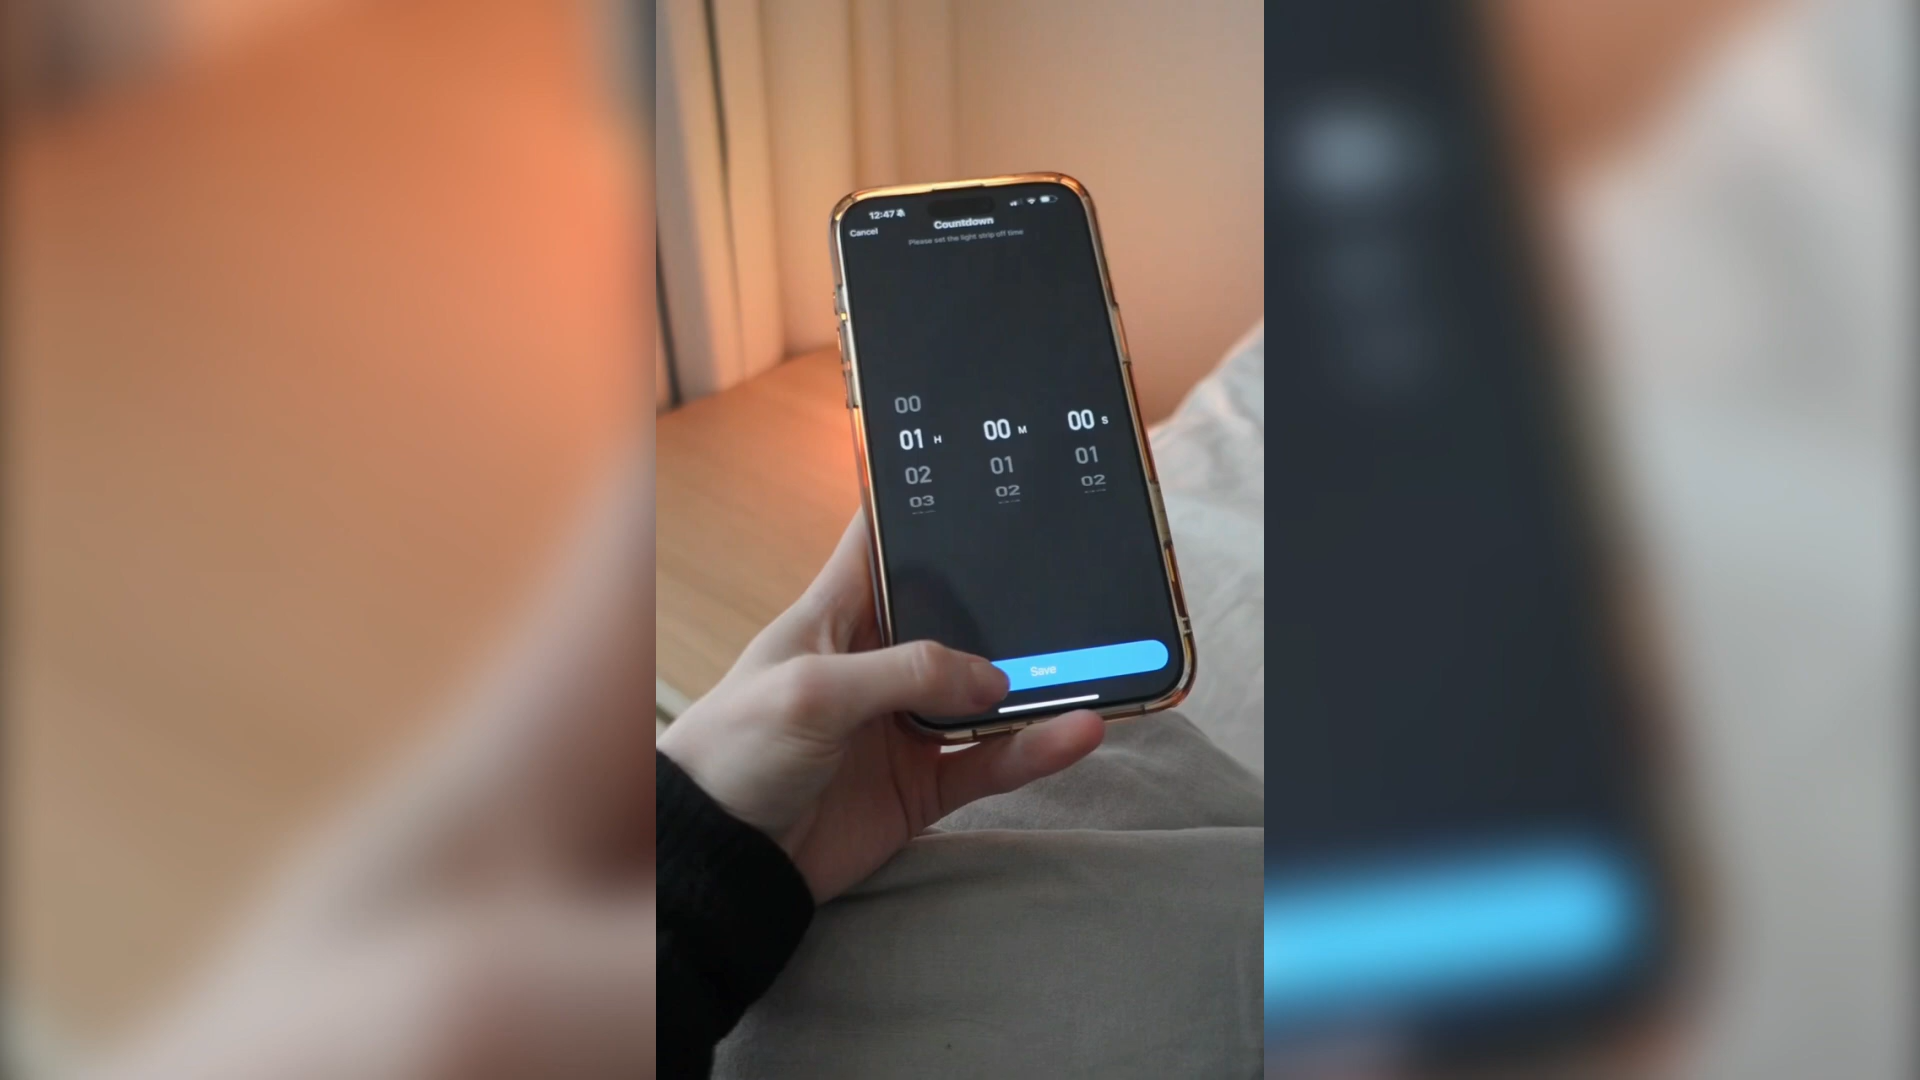 12:47
Countdown
Cancel
Please set the light strip off time
00
01 H 00 M 00 S
02 01 01
03 02 02
Save